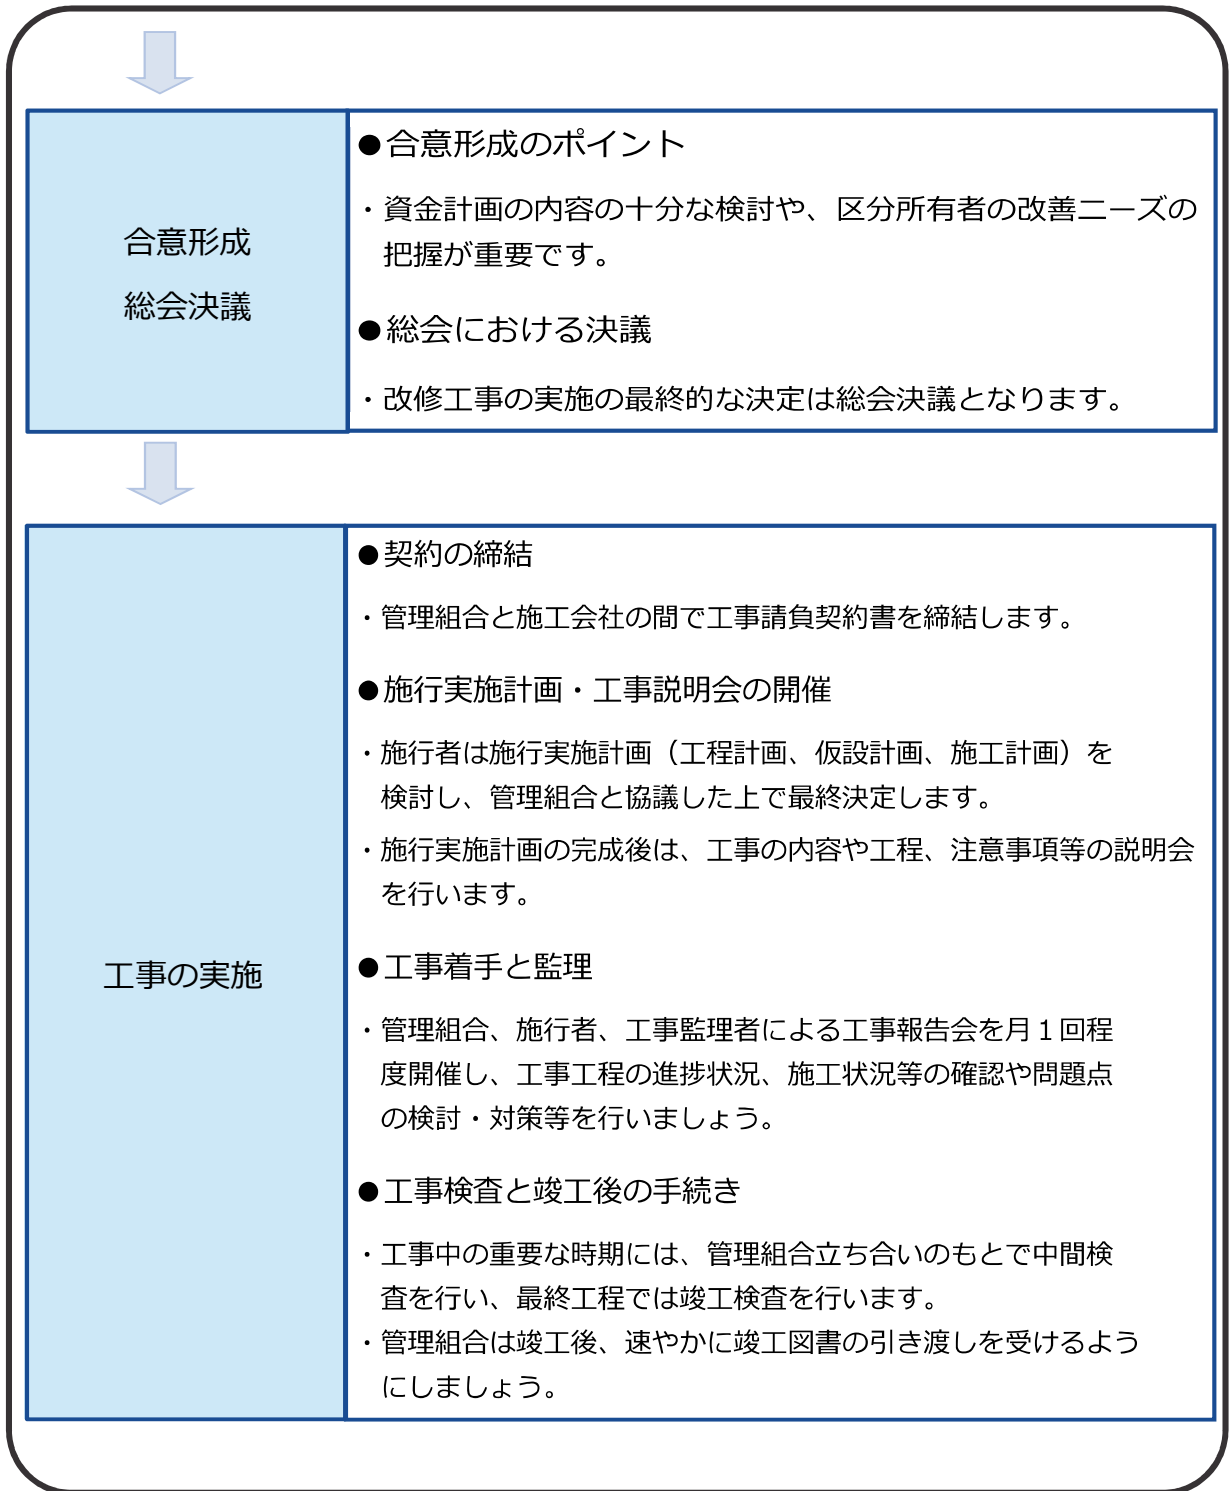 合意形成
総会決議
●合意形成のポイント
・資金計画の内容の十分な検討や、区分所有者の改善ニーズの
把握が重要です。
●総会における決議
・改修工事の実施の最終的な決定は総会決議となります。
工事の実施
●契約の締結
・管理組合と施工会社の間で工事請負契約書を締結します。
●施行実施計画・工事説明会の開催
・施行者は施行実施計画（工程計画、仮設計画、施工計画）を
検討し、管理組合と協議した上で最終決定します。
・施行実施計画の完成後は、工事の内容や工程、注意事項等の説明会
を行います。
●工事着手と監理
・管理組合、施行者、工事監理者による工事報告会を月１回程
度開催し、工事工程の進捗状況、施工状況等の確認や問題点
の検討・対策等を行いましょう。
●工事検査と竣工後の手続き
・工事中の重要な時期には、管理組合立ち合いのもとで中間検
査を行い、最終工程では竣工検査を行います。
・管理組合は竣工後、速やかに竣工図書の引き渡しを受けるよう
にしましょう。